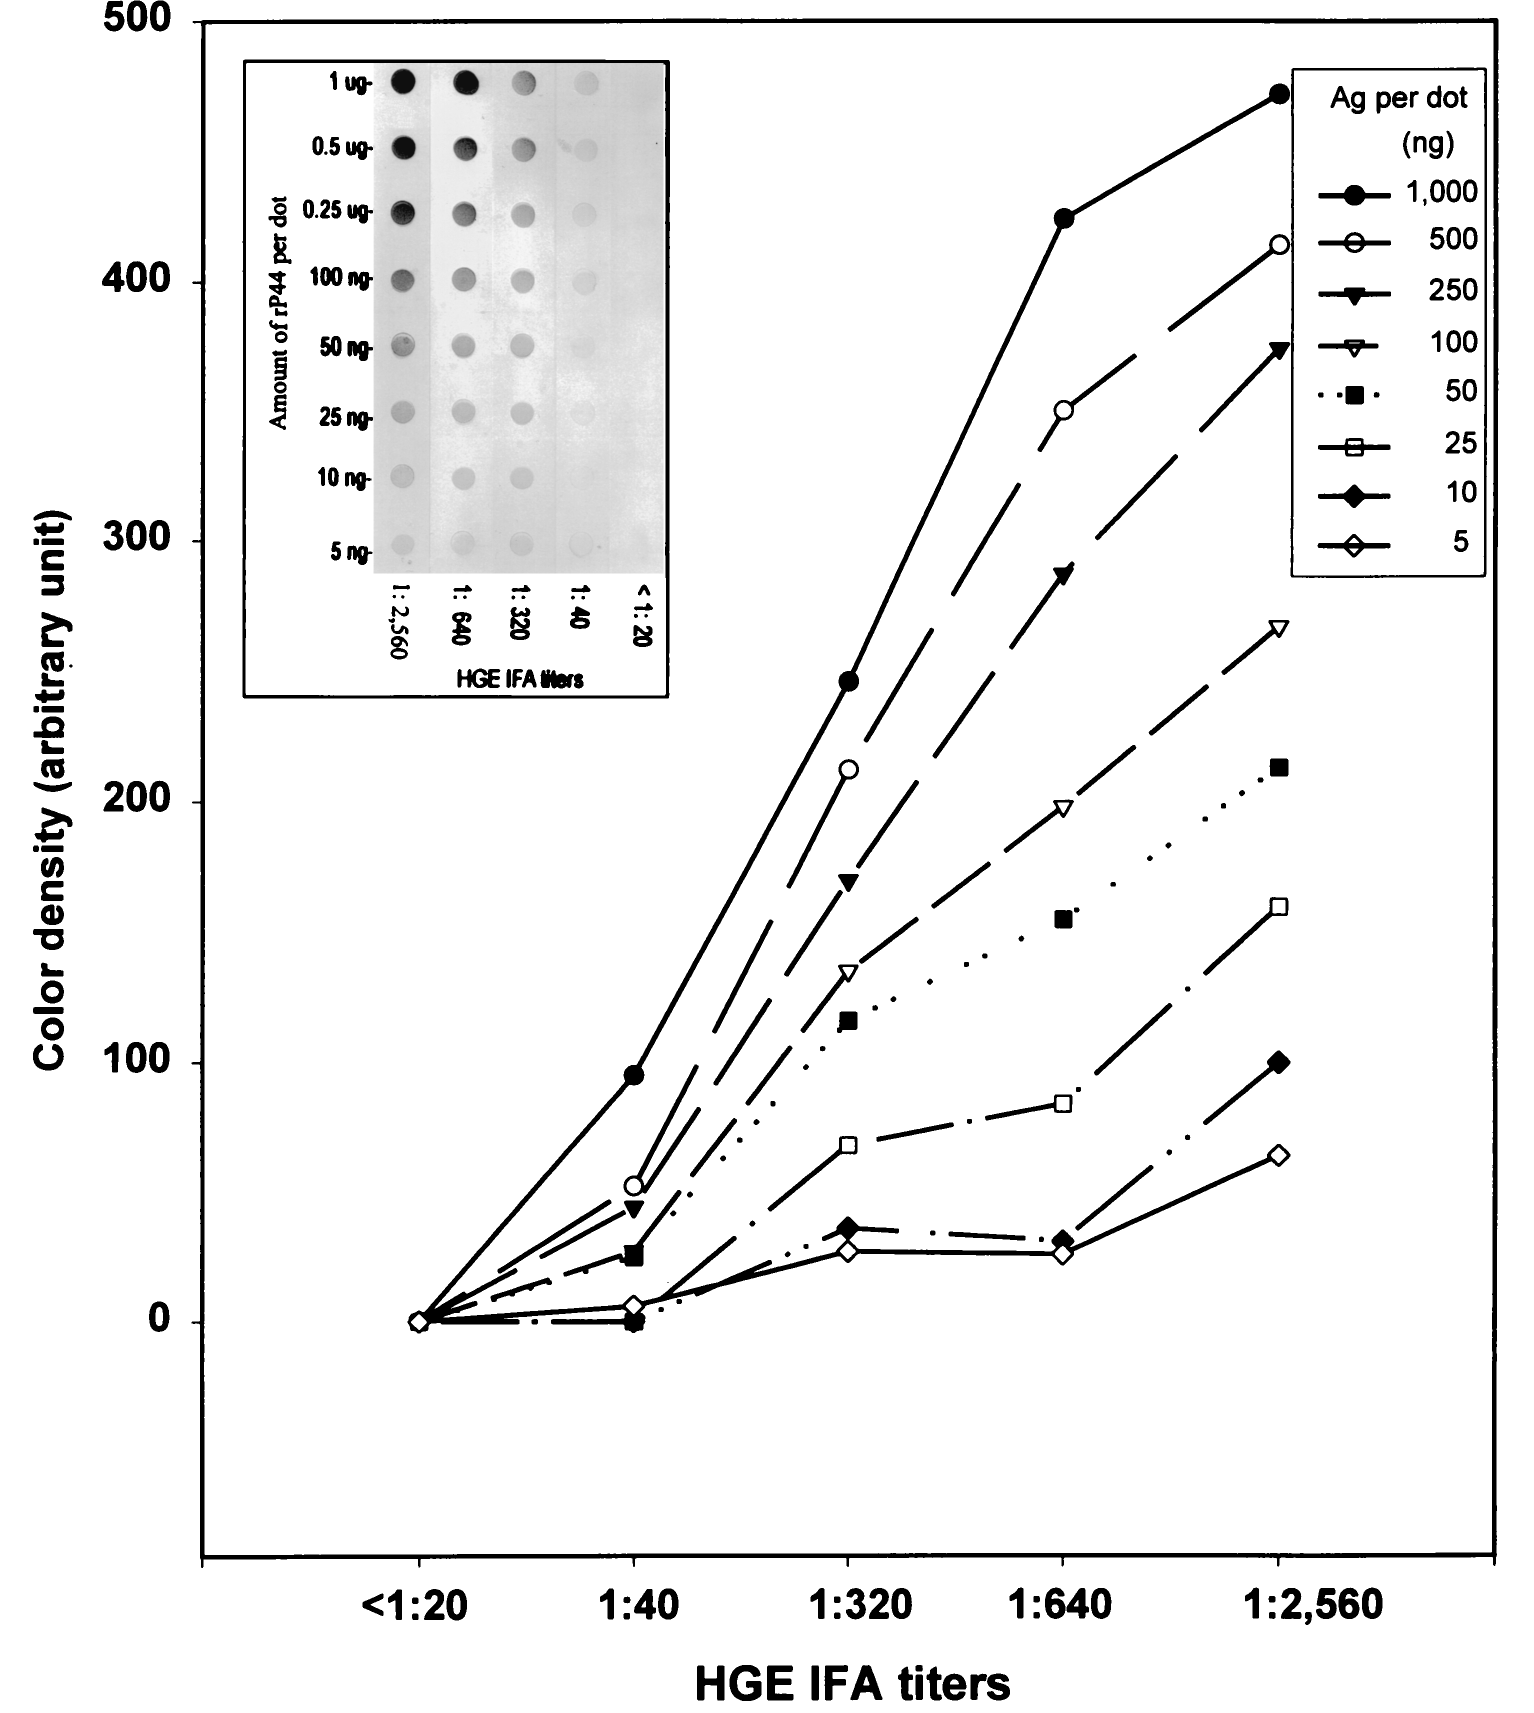 500
400
300
200
100
0
Color density (arbitrary unit)
1 ug-
0.5 ug-
0.25 ug-
100 ng-
50 ng-
25 ng-
10 ng-
5 ng-
Amount of rP44 per dot
1: 2,560
1: 640
1: 320
1: 40
< 1: 20
HGE IFA titers
Ag per dot
(ng)
1,000
500
250
100
50
25
10
5
<1:20 1:40 1:320 1:640 1:2,560
HGE IFA titers